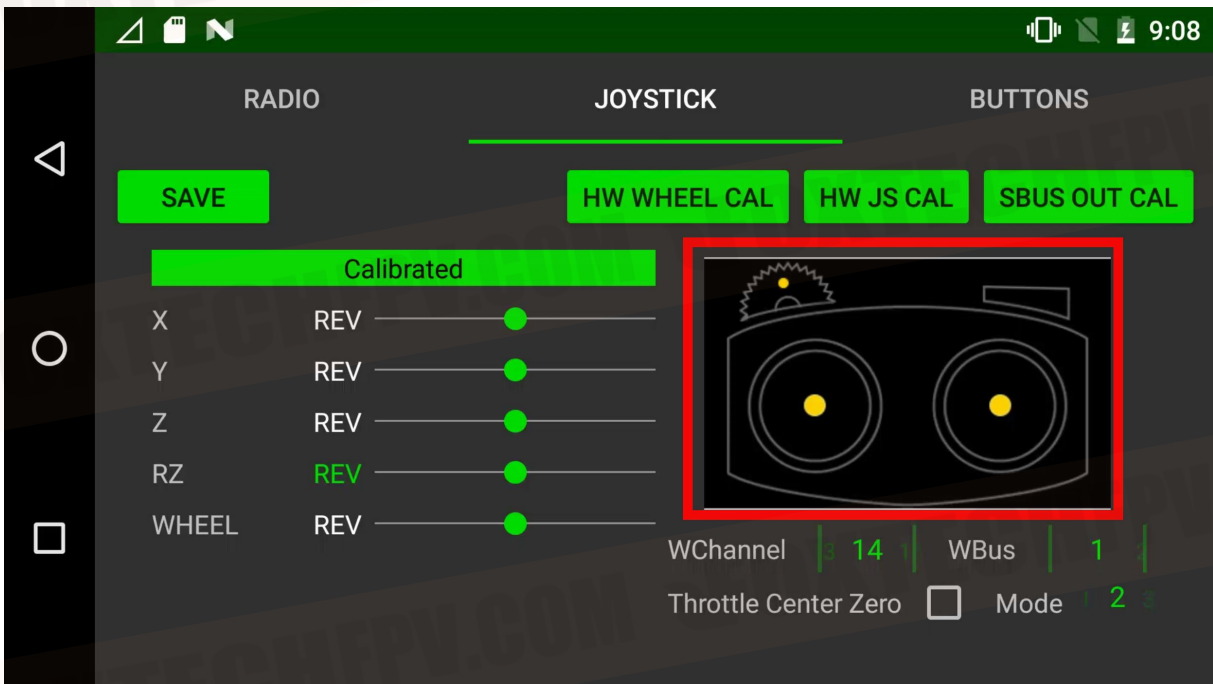 9:08
RADIO JOYSTICK BUTTONS
SAVE HW WHEEL CAL HW JS CAL SBUS OUT CAL
Calibrated
X REV
Y REV
Z REV
RZ REV
WHEEL REV
WChannel 14 WBus 1
Throttle Center Zero Mode 2